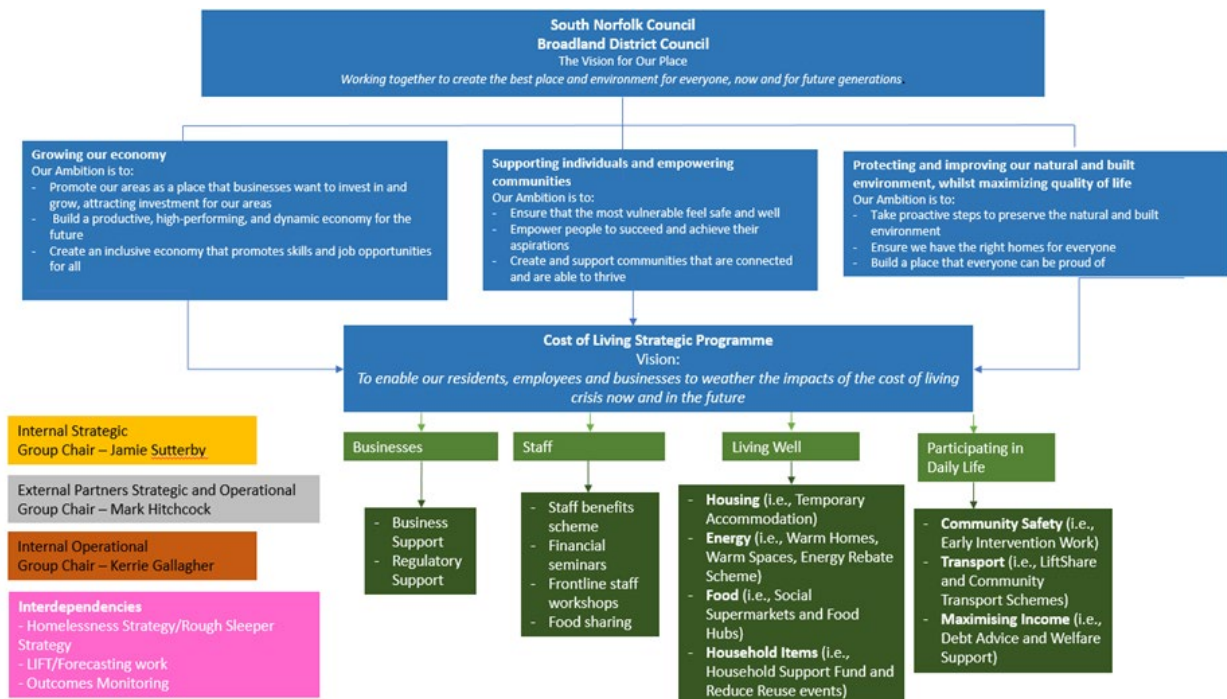 South Norfolk Council
Broadland District Council
The Vision for Our Place
Working together to create the best place and environment for everyone, now and for future generations.
Growing our economy
Our Ambition is to:
- Promote our areas as a place that businesses want to invest in and
grow, attracting investment for our areas
- Build a productive, high-performing, and dynamic economy for the
future
- Create an inclusive economy that promotes skills and job opportunities
for all
Supporting individuals and empowering
communities
Our Ambition is to:
- Ensure that the most vulnerable feel safe and well
- Empower people to succeed and achieve their
aspirations
- Create and support communities that are connected
and are able to thrive
Protecting and improving our natural and built
environment, whilst maximizing quality of life
Our Ambition is to:
- Take proactive steps to preserve the natural and built
environment
- Ensure we have the right homes for everyone
- Build a place that everyone can be proud of
Cost of Living Strategic Programme
Vision:
To enable our residents, employees and businesses to weather the impacts of the cost of living
crisis now and in the future
Internal Strategic
Group Chair – Jamie Sutterby
External Partners Strategic and Operational
Group Chair – Mark Hitchcock
Internal Operational
Group Chair – Kerrie Gallagher
Interdependencies
- Homelessness Strategy/Rough Sleeper
Strategy
- LIFT/Forecasting work
- Outcomes Monitoring
Businesses
- Business
Support
- Regulatory
Support
Staff
- Staff benefits
scheme
- Financial
seminars
- Frontline staff
workshops
- Food sharing
Living Well
- Housing (i.e., Temporary
Accommodation)
- Energy (i.e., Warm Homes,
Warm Spaces, Energy Rebate
Scheme)
- Food (i.e., Social
Supermarkets and Food
Hubs)
- Household Items (i.e.,
Household Support Fund and
Reduce Reuse events)
Participating in
Daily Life
- Community Safety (i.e.,
Early Intervention Work)
- Transport (i.e., LiftShare
and Community
Transport Schemes)
- Maximising Income (i.e.,
Debt Advice and Welfare
Support)